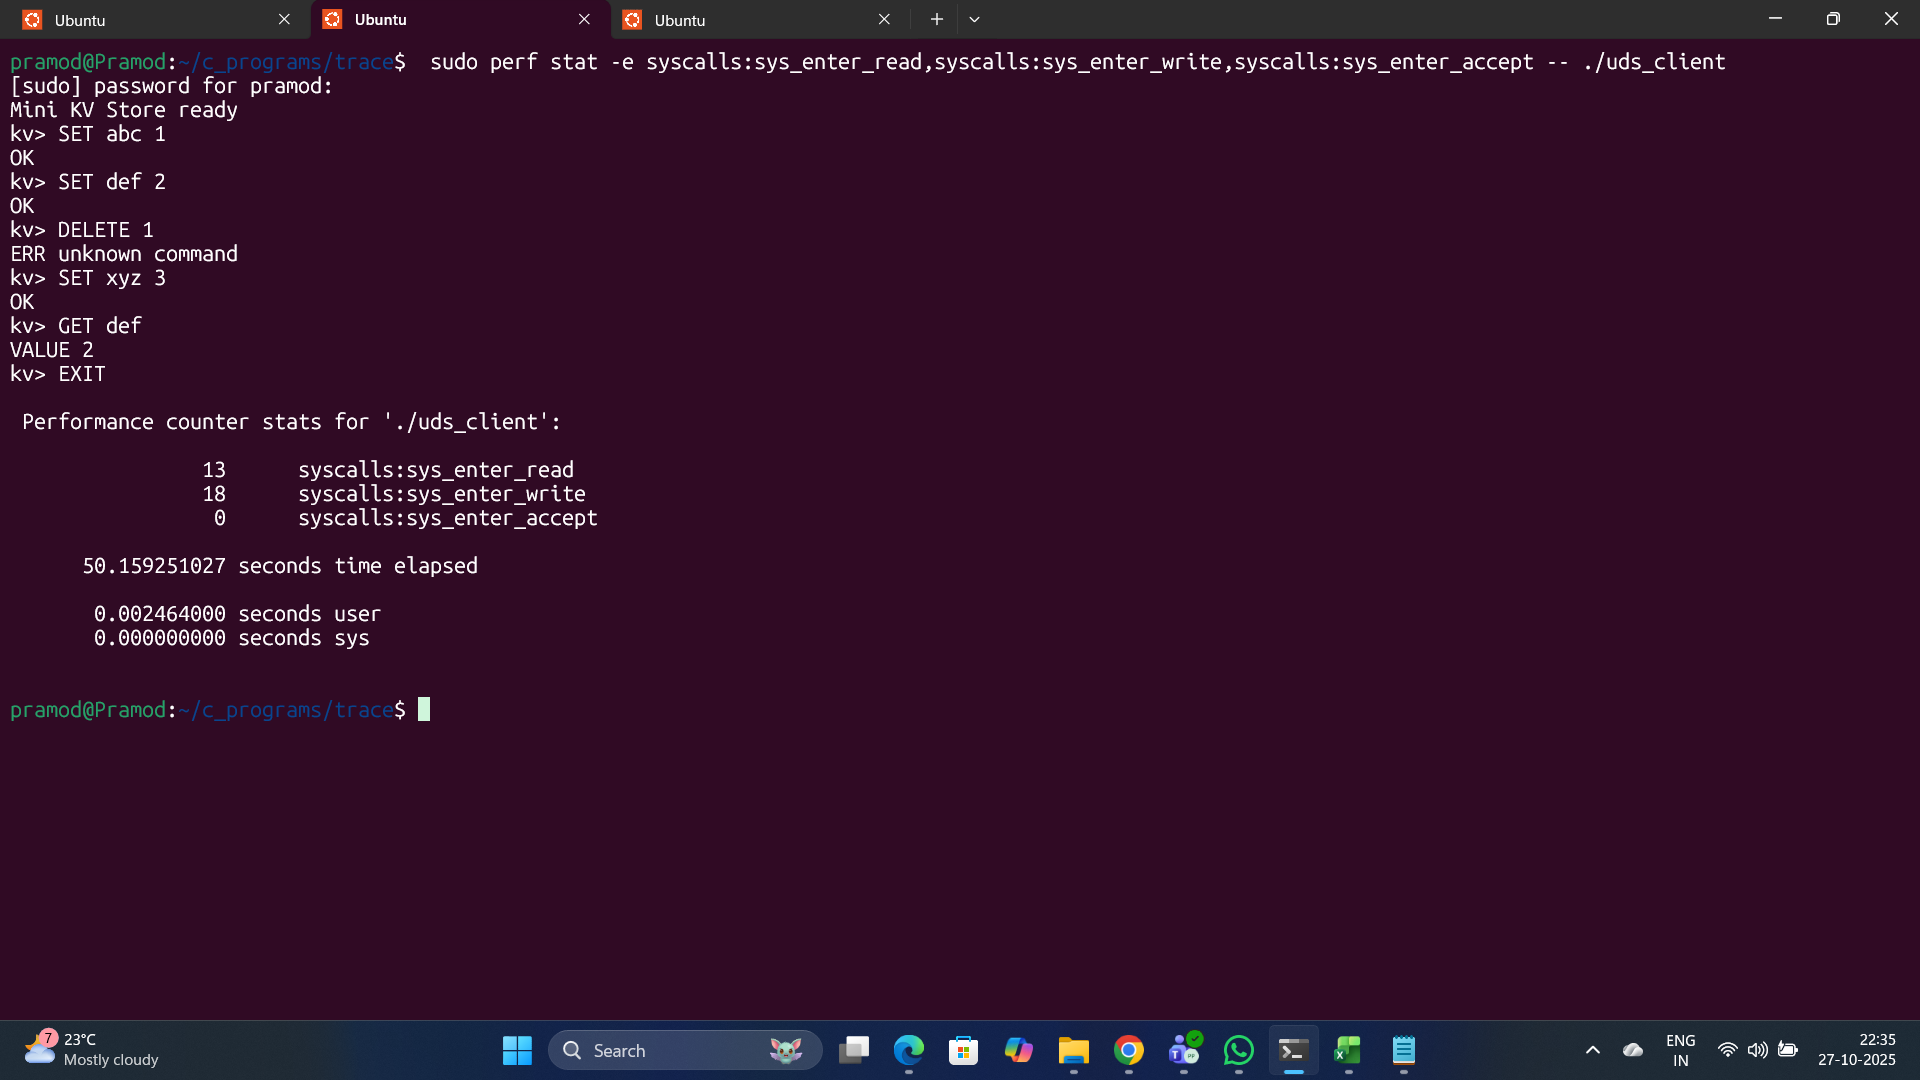 Ubuntu
Ubuntu
Ubuntu
pramod@Pramod:~/c_programs/trace$  sudo perf stat -e syscalls:sys_enter_read,syscalls:sys_enter_write,syscalls:sys_enter_accept -- ./uds_client
[sudo] password for pramod:
Mini KV Store ready
kv> SET abc 1
OK
kv> SET def 2
OK
kv> DELETE 1
ERR unknown command
kv> SET xyz 3
OK
kv> GET def
VALUE 2
kv> EXIT
Performance counter stats for './uds_client':
13      syscalls:sys_enter_read
18      syscalls:sys_enter_write
0      syscalls:sys_enter_accept
50.159251027 seconds time elapsed
0.002464000 seconds user
0.000000000 seconds sys
pramod@Pramod:~/c_programs/trace$
7
23°C
Mostly cloudy
Search
T
PP
X
ENG
IN
22:35
27-10-2025